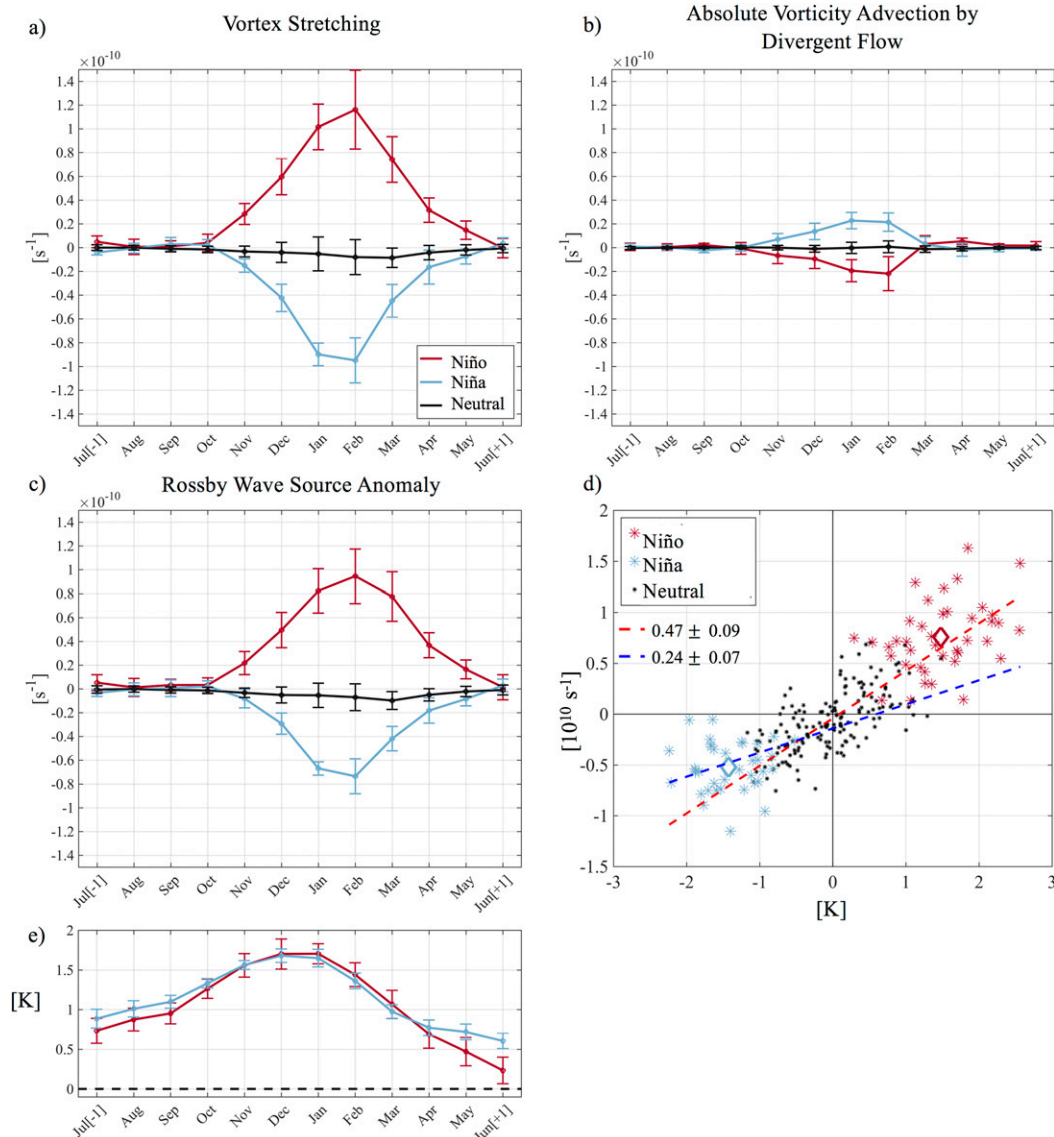 a)
Vortex Stretching
×10⁻¹⁰
1.4
1.2
1
0.8
0.6
0.4
0.2
0
-0.2
-0.4
-0.6
-0.8
-1
-1.2
-1.4
[s⁻¹]
Niño
Niña
Neutral
Jul[-1] Aug Sep Oct Nov Dec Jan Feb Mar Apr May Jun[+1]
b)
Absolute Vorticity Advection by
Divergent Flow
×10⁻¹⁰
1.4
1.2
1
0.8
0.6
0.4
0.2
0
-0.2
-0.4
-0.6
-0.8
-1
-1.2
-1.4
[s⁻¹]
Jul[-1] Aug Sep Oct Nov Dec Jan Feb Mar Apr May Jun[+1]
c)
Rossby Wave Source Anomaly
×10⁻¹⁰
1.4
1.2
1
0.8
0.6
0.4
0.2
0
-0.2
-0.4
-0.6
-0.8
-1
-1.2
-1.4
[s⁻¹]
Jul[-1] Aug Sep Oct Nov Dec Jan Feb Mar Apr May Jun[+1]
d)
2
1.5
1
0.5
0
-0.5
-1
-1.5
[10¹⁰ s-¹]
Niño
Niña
Neutral
0.47 ± 0.09
0.24 ± 0.07
-3 -2 -1 0 1 2 3
[K]
e)
2
1.5
1
0.5
0
[K]
Jul[-1] Aug Sep Oct Nov Dec Jan Feb Mar Apr May Jun[+1]